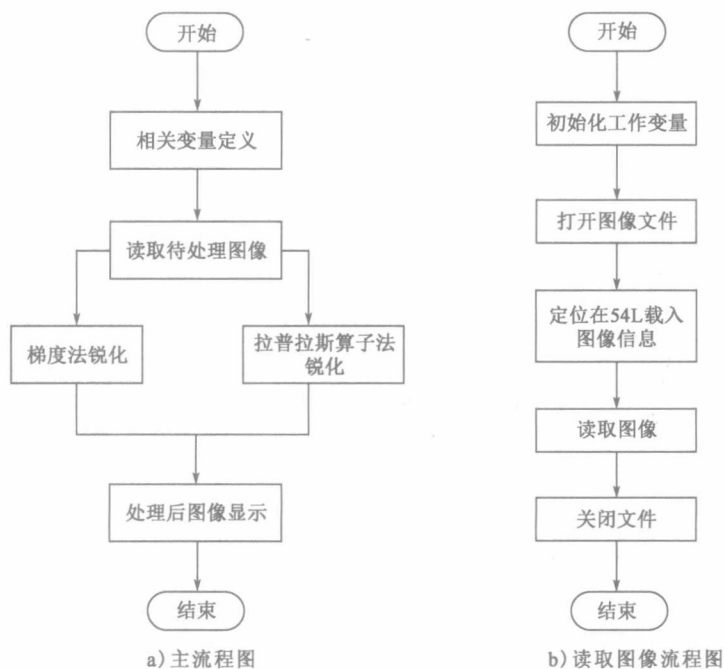 开始
相关变量定义
读取待处理图像
梯度法锐化
拉普拉斯算子法
锐化
处理后图像显示
结束
a)主流程图
开始
初始化工作变量
打开图像文件
定位在54L载入
图像信息
读取图像
关闭文件
结束
b)读取图像流程图